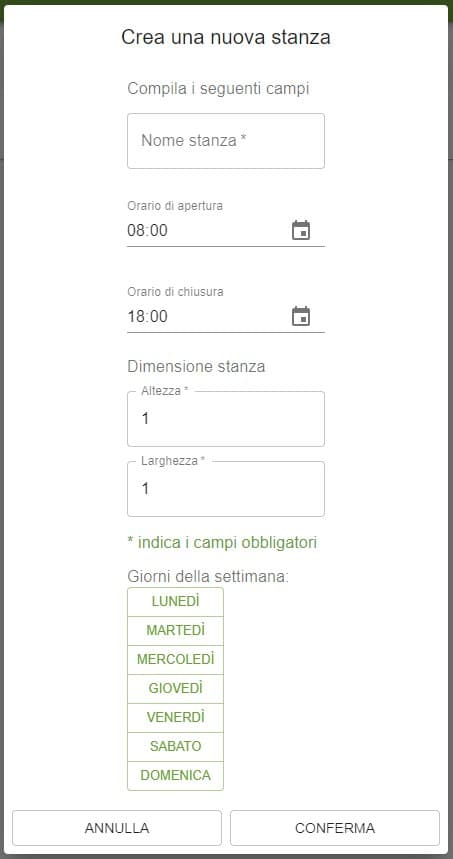 Crea una nuova stanza
Compila i seguenti campi
Nome stanza *
Orario di apertura
08:00
Orario di chiusura
18:00
Dimensione stanza
Altezza *
1
Larghezza *
1
* indica i campi obbligatori
Giorni della settimana:
LUNEDÌ
MARTEDÌ
MERCOLEDÌ
GIOVEDÌ
VENERDÌ
SABATO
DOMENICA
ANNULLA
CONFERMA